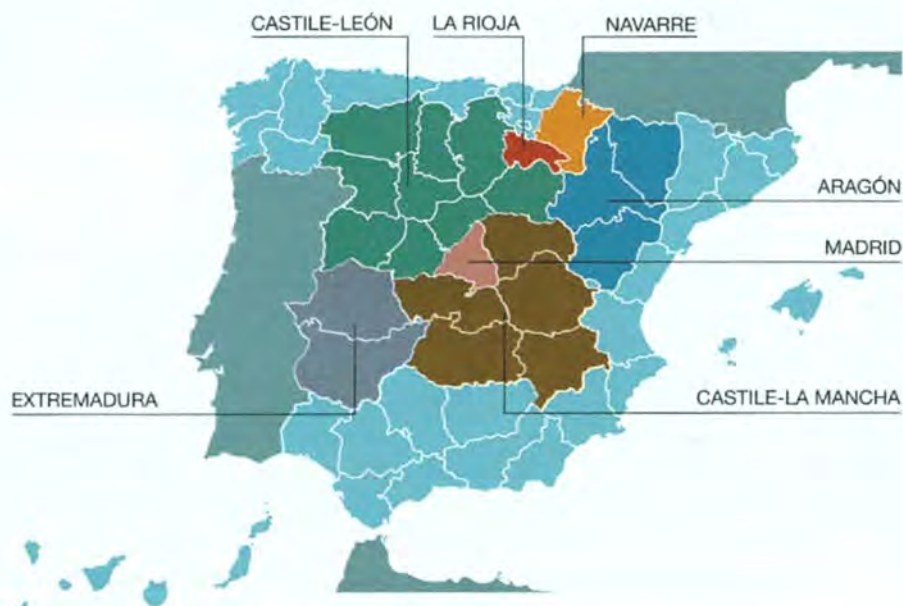 CASTILE-LEÓN
LA RIOJA
NAVARRE
ARAGÓN
MADRID
EXTREMADURA
CASTILE-LA MANCHA